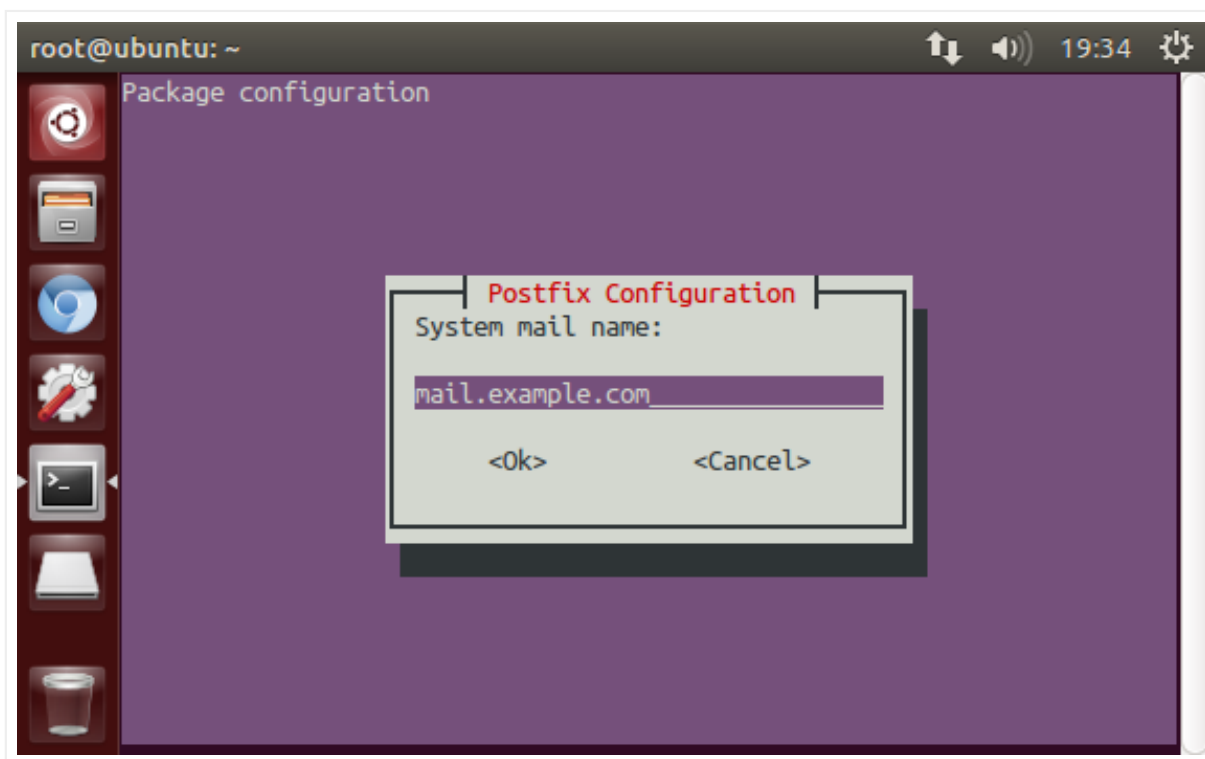 root@ubuntu: ~ 19:34
Package configuration
Postfix Configuration
System mail name:
mail.example.com
<Ok> <Cancel>
>_